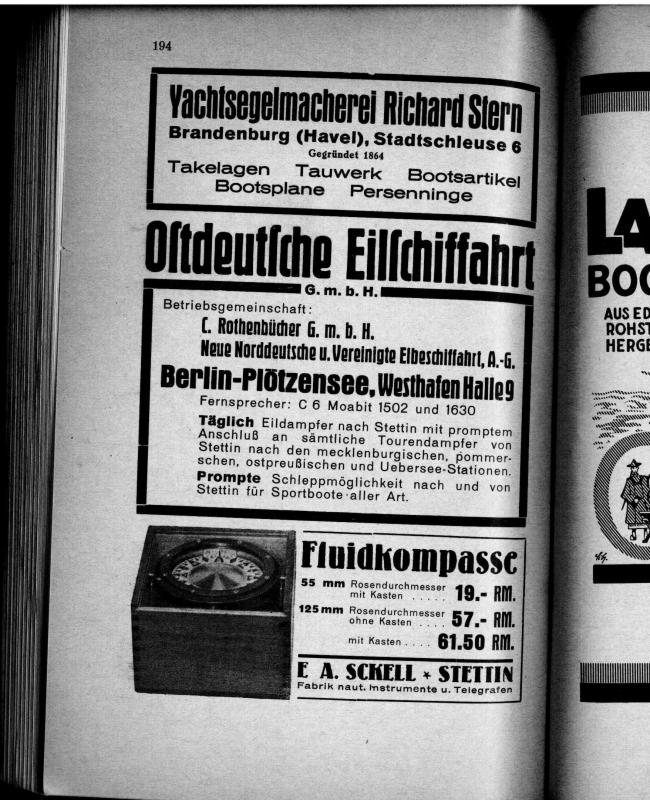 194
Yachtsegelmacherei Richard Stern
Brandenburg (Havel), Stadtschleuse 6
Gegründet 1864
Takelagen Tauwerk Bootsartikel
Bootsplane Persenninge
Oſtdeutſche Eilſchiffahrt
G. m. b. H.
Betriebsgemeinschaft:
C. Rothenbücher G. m. b. H.
Neue Norddeutsche u. Vereinigte Elbeschiffahrt, A.-G.
Berlin-Plötzensee, Westhafen Halle 9
Fernsprecher: C 6 Moabit 1502 und 1630
Täglich Eildampfer nach Stettin mit promptem
Anschluß an sämtliche Tourendampfer von
Stettin nach den mecklenburgischen, pommer-
schen, ostpreußischen und Uebersee-Stationen.
Prompte Schleppmöglichkeit nach und von
Stettin für Sportboote aller Art.
Fluidkompasse
55 mm Rosendurchmesser
mit Kasten ..... 19.- RM.
125 mm Rosendurchmesser
ohne Kasten .... 57.- RM.
mit Kasten .... 61.50 RM.
E A. SCKELL * STETTIN
Fabrik naut. Instrumente u. Telegrafen
LA
BOO
AUS ED
ROHST
HERGE